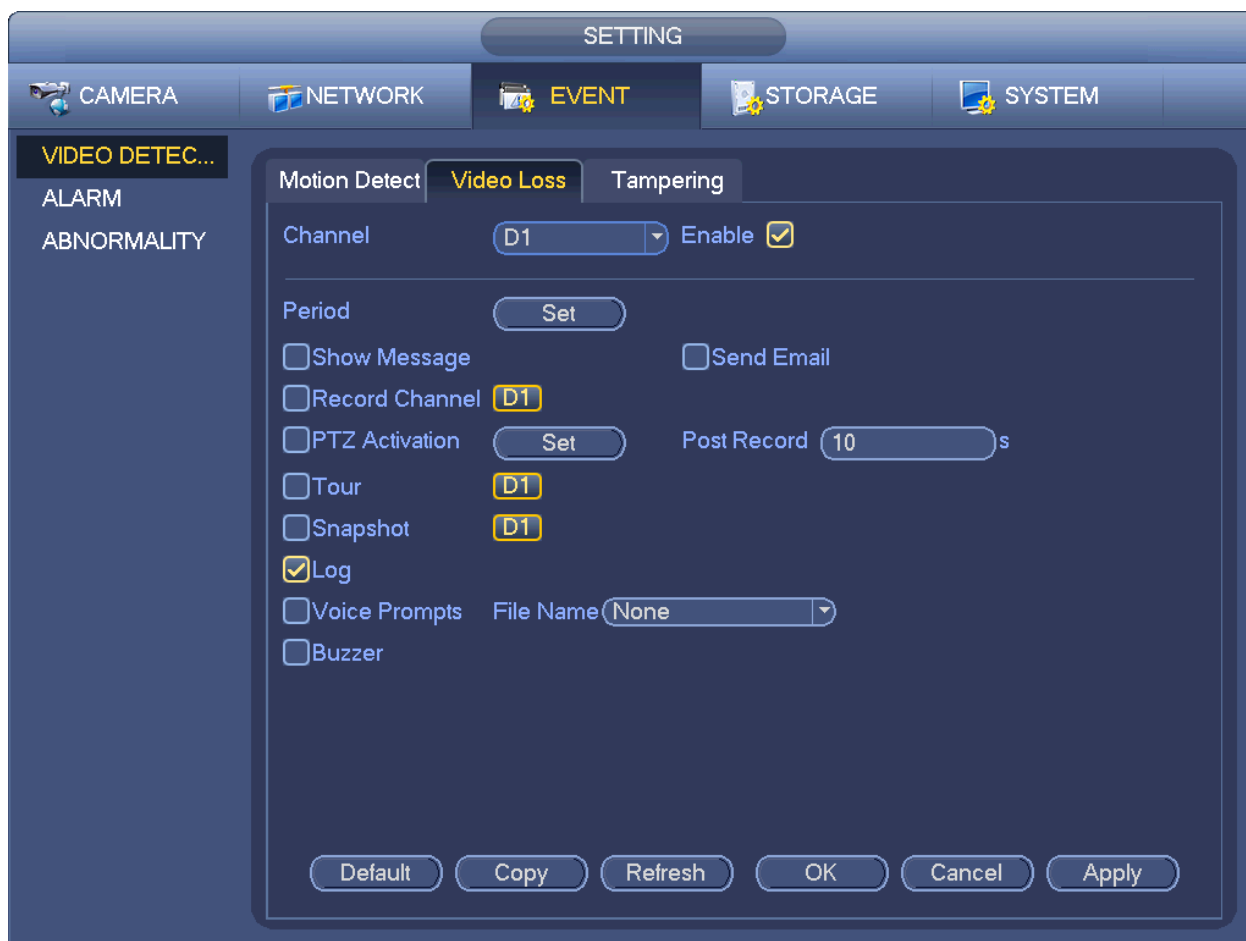 SETTING
CAMERA NETWORK EVENT STORAGE SYSTEM
VIDEO DETEC...
ALARM
ABNORMALITY
Motion Detect Video Loss Tampering
Channel D1 Enable
Period Set
Show Message Send Email
Record Channel D1
PTZ Activation Set Post Record 10 s
Tour D1
Snapshot D1
Log
Voice Prompts File Name None
Buzzer
Default Copy Refresh OK Cancel Apply